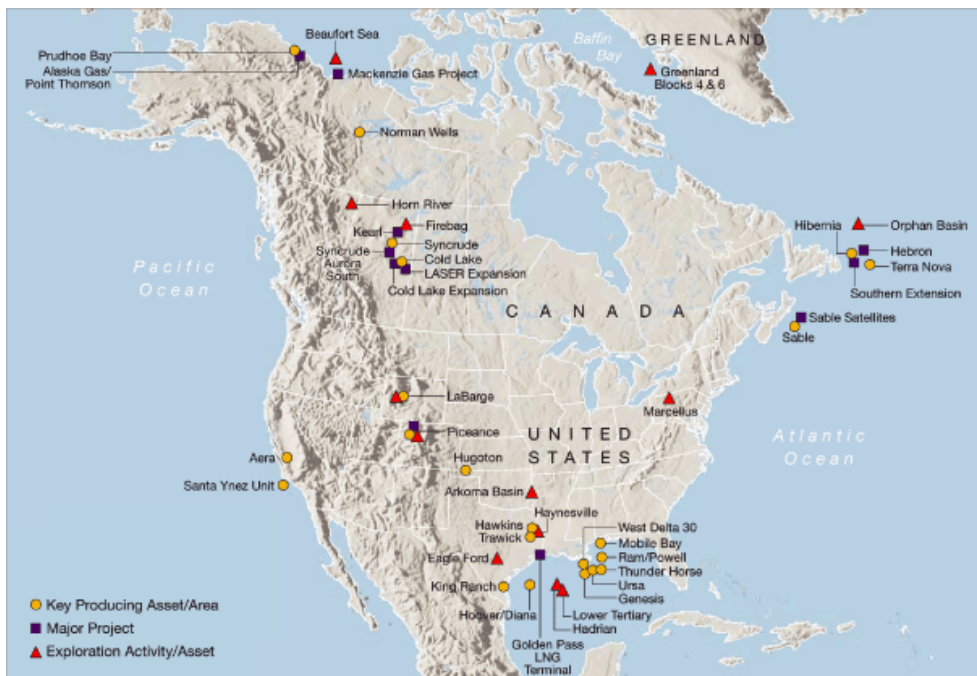 Beaufort Sea
Prudhoe Bay
Alaska Gas/
Point Thomson
Mackenzie Gas Project
Baffin
Bay
GREENLAND
Greenland
Blocks 4 & 6
Norman Wells
Horn River
Firebag
Kearl
Syncrude
Syncrude
Aurora
South
Cold Lake
LASER Expansion
Cold Lake Expansion
Pacific
Ocean
CANADA
Hibernia
Orphan Basin
Hebron
Terra Nova
Southern Extension
Sable Satellites
Sable
LaBarge
Marcellus
Piceance
UNITED
STATES
Atlantic
Ocean
Aera
Hugoton
Santa Ynez Unit
Arkoma Basin
Haynesville
Hawkins
Trawick
West Delta 30
Mobile Bay
Ram/Powell
Eagle Ford
Thunder Horse
King Ranch
Ursa
Genesis
Hoover/Diana
Lower Tertiary
Hadrian
Golden Pass
LNG
Terminal
Key Producing Asset/Area
Major Project
Exploration Activity/Asset